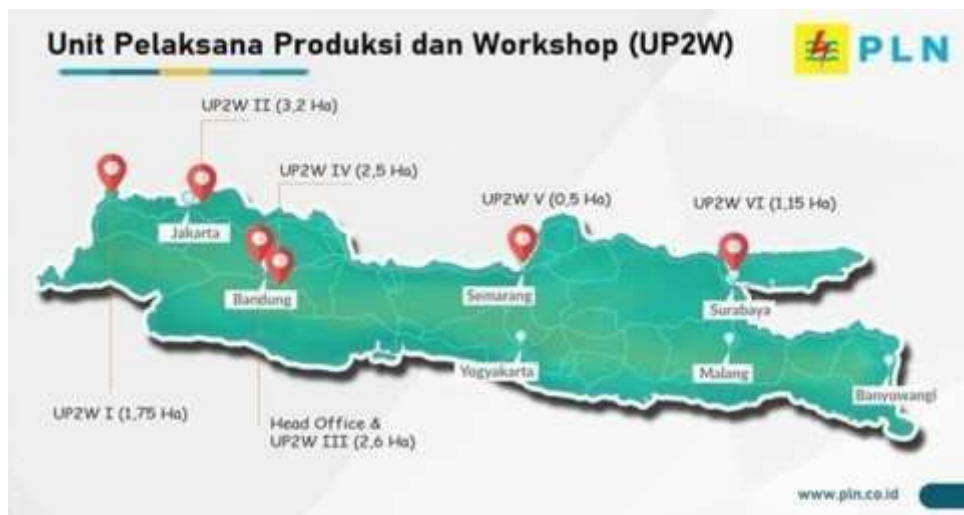 Unit Pelaksana Produksi dan Workshop (UP2W)
PLN
UP2W II (3,2 Ha)
UP2W IV (2,5 Ha)
UP2W V (0,5 Ha)
UP2W VI (1,15 Ha)
Jakarta
Bandung
Semarang
Surabaya
Yogyakarta
Malang
Banyuwangi
UP2W I (1,75 Ha)
Head Office &
UP2W III (2,6 Ha)
www.pln.co.id